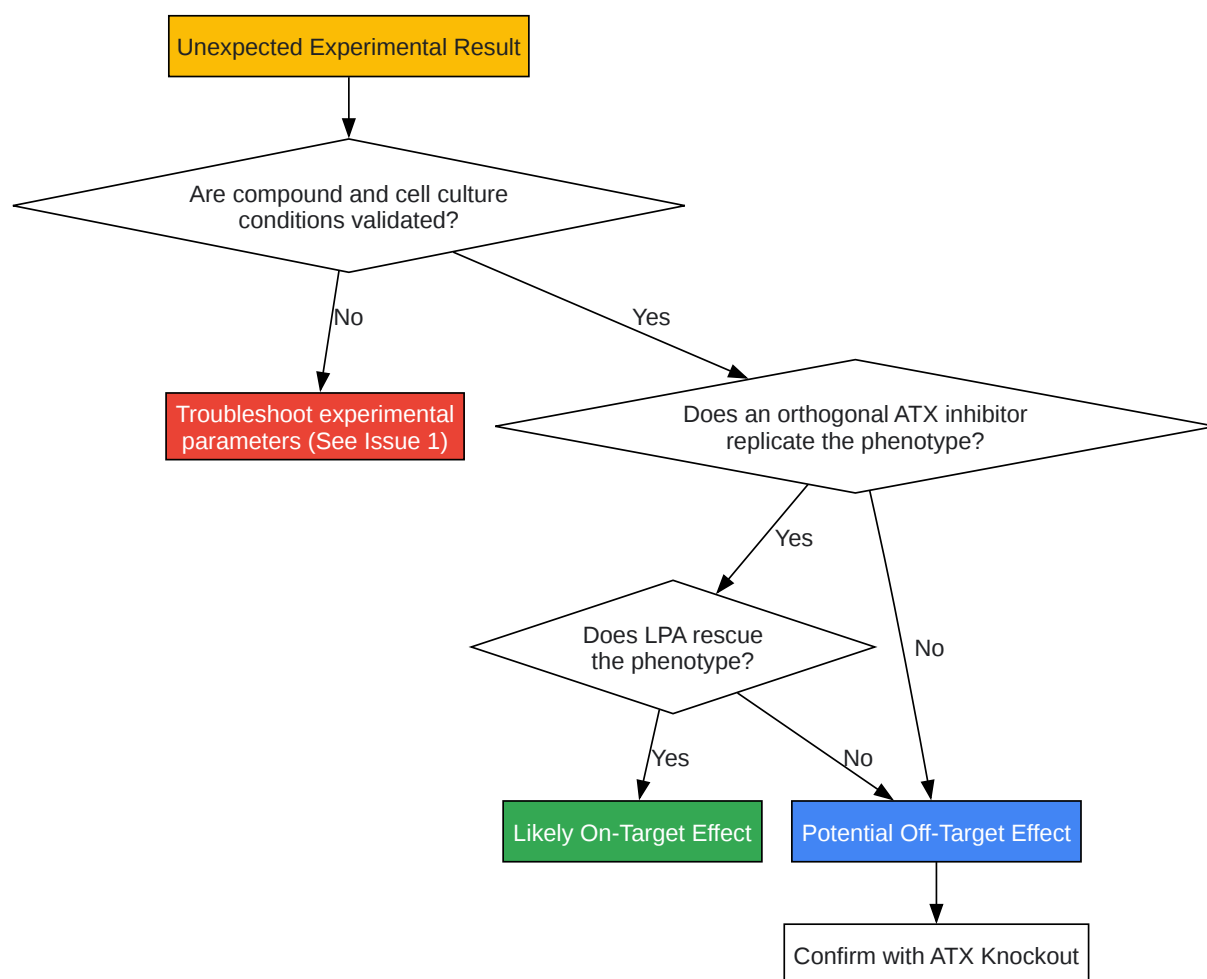 Unexpected Experimental Result
Are compound and cell culture
conditions validated?
No
Yes
Troubleshoot experimental
parameters (See Issue 1)
Does an orthogonal ATX inhibitor
replicate the phenotype?
Yes
No
Does LPA rescue
the phenotype?
Yes
No
Likely On-Target Effect
Potential Off-Target Effect
Confirm with ATX Knockout